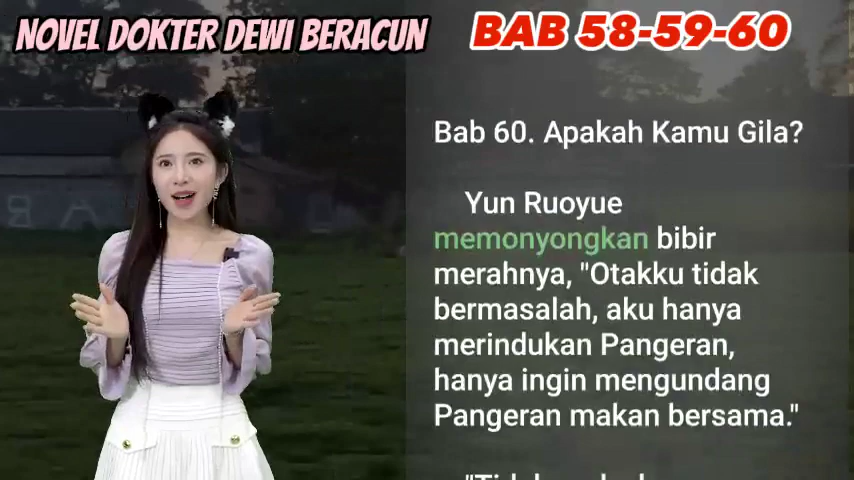 NOVEL DOKTER DEWI BERACUN
BAB 58-59-60
Bab 60. Apakah Kamu Gila?
Yun Ruoyue
memonyongkan bibir
merahnya, "Otakku tidak
bermasalah, aku hanya
merindukan Pangeran,
hanya ingin mengundang
Pangeran makan bersama."